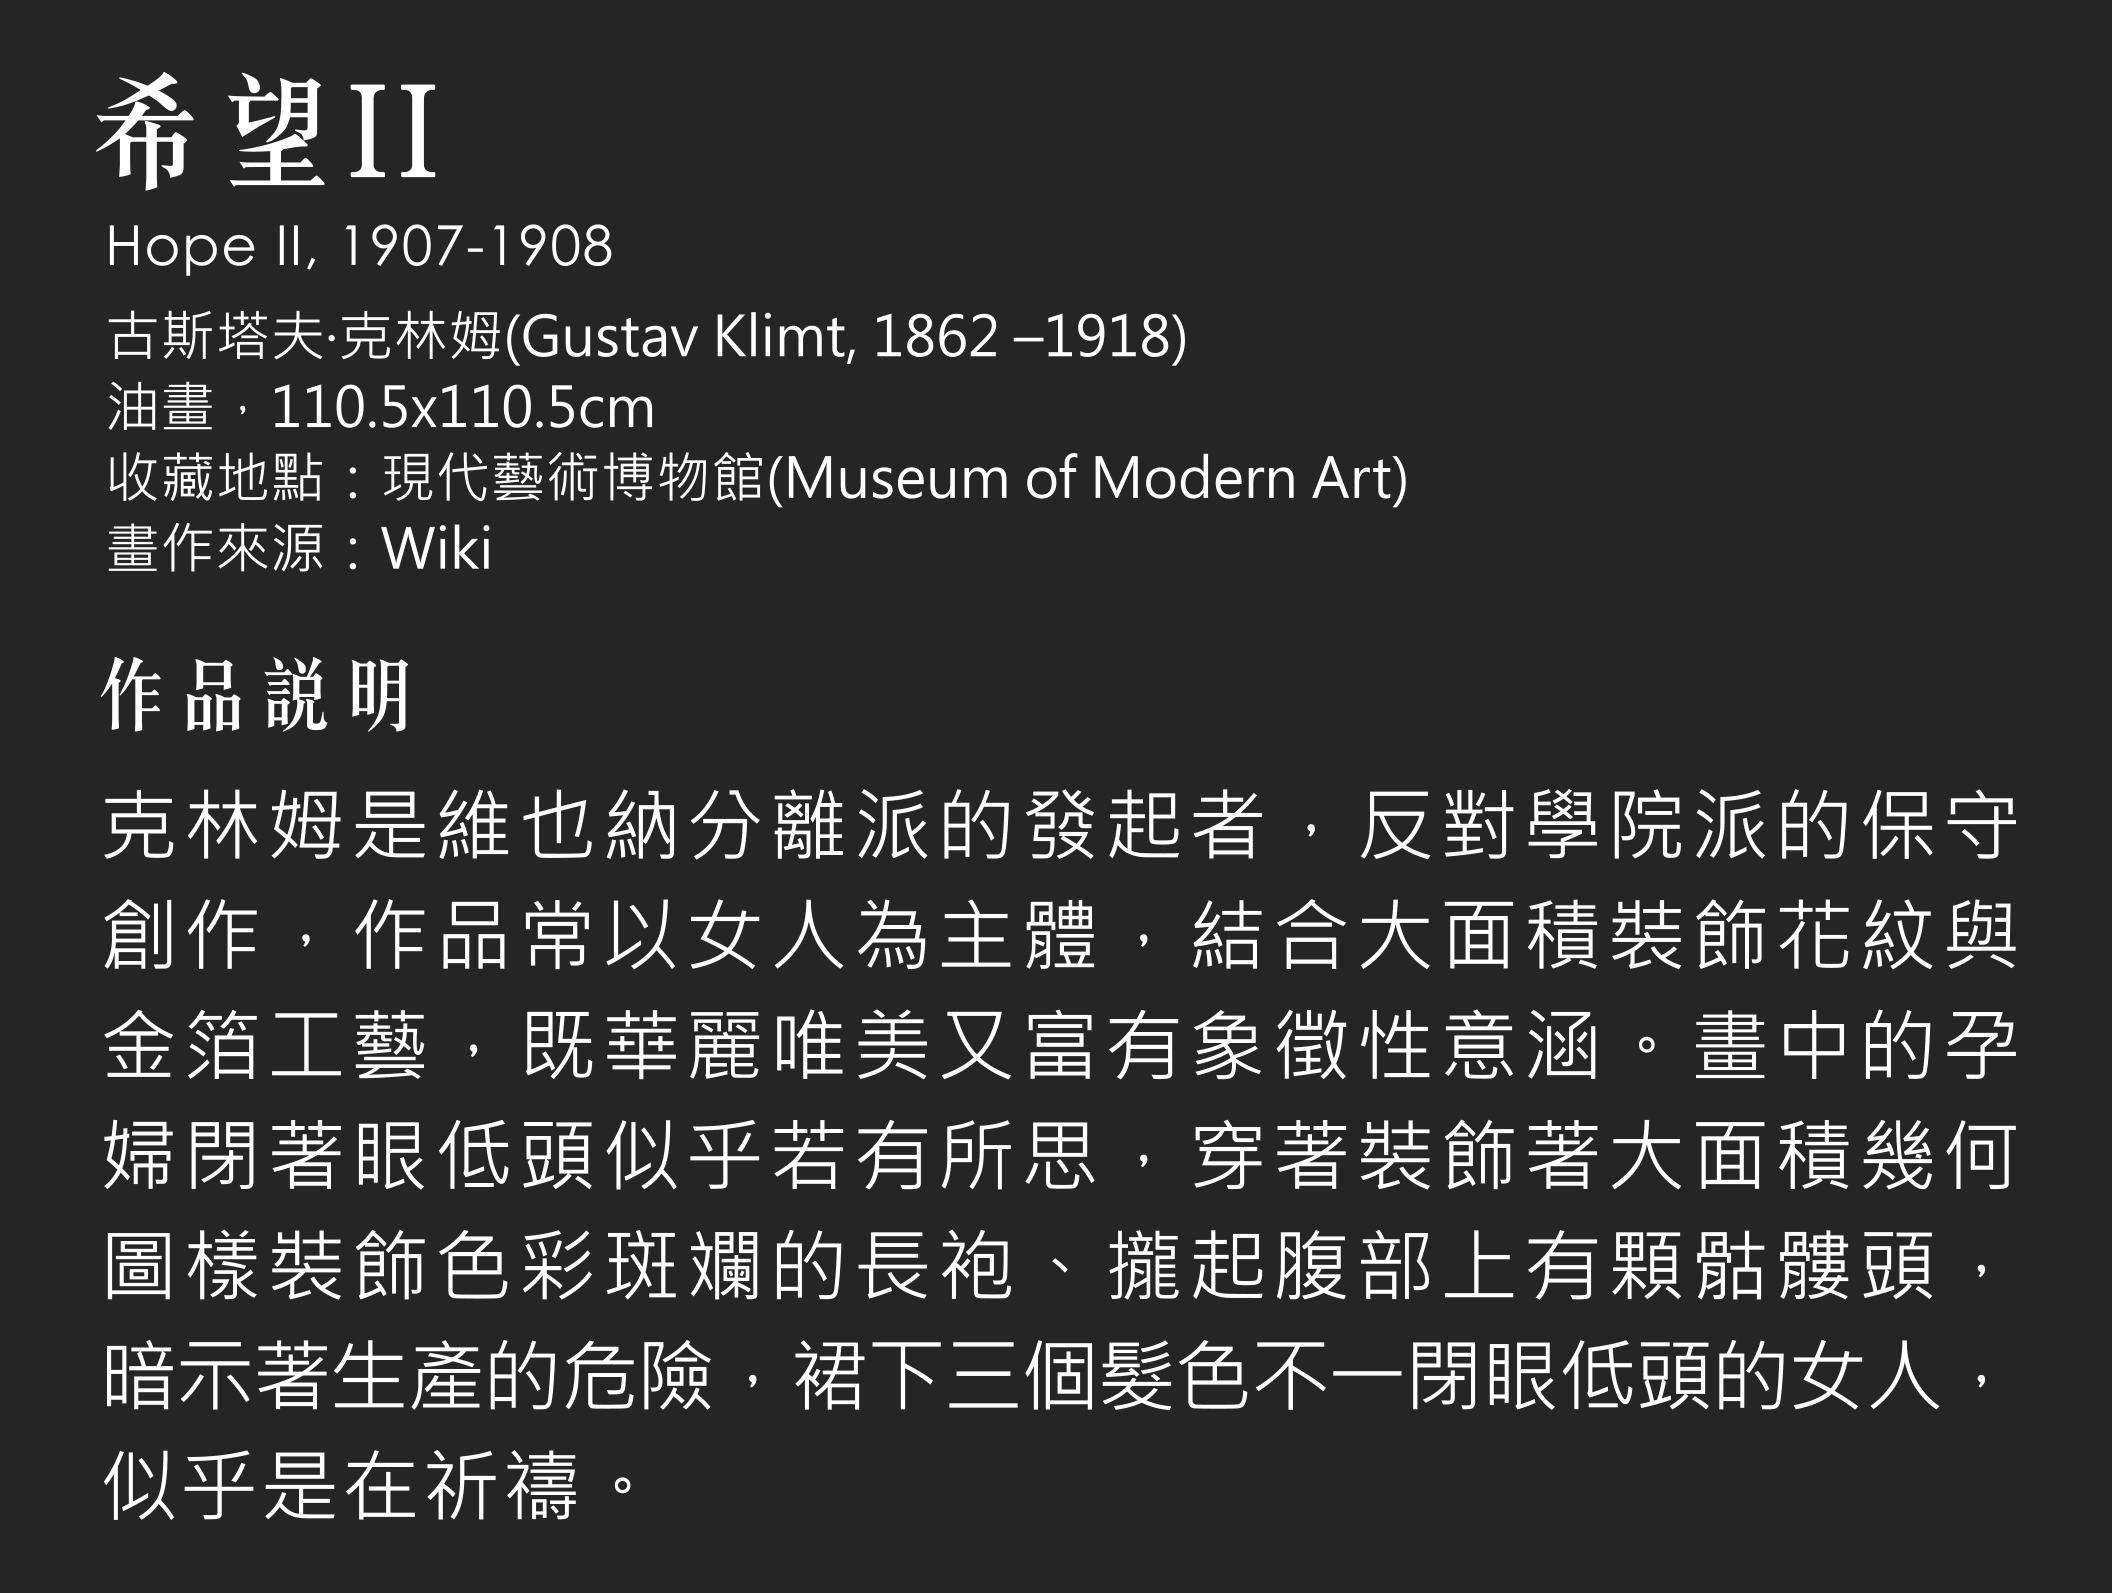 希望II
Hope II, 1907-1908
古斯塔夫·克林姆(Gustav Klimt, 1862 –1918)
油畫，110.5x110.5cm
收藏地點：現代藝術博物館(Museum of Modern Art)
畫作來源：Wiki
作品説明
克林姆是維也納分離派的發起者，反對學院派的保守
創作，作品常以女人為主體，結合大面積裝飾花紋與
金箔工藝，既華麗唯美又富有象徵性意涵。畫中的孕
婦閉著眼低頭似乎若有所思，穿著裝飾著大面積幾何
圖樣裝飾色彩斑斕的長袍、攏起腹部上有顆骷髏頭，
暗示著生產的危險，裙下三個髮色不一閉眼低頭的女人，
似乎是在祈禱。